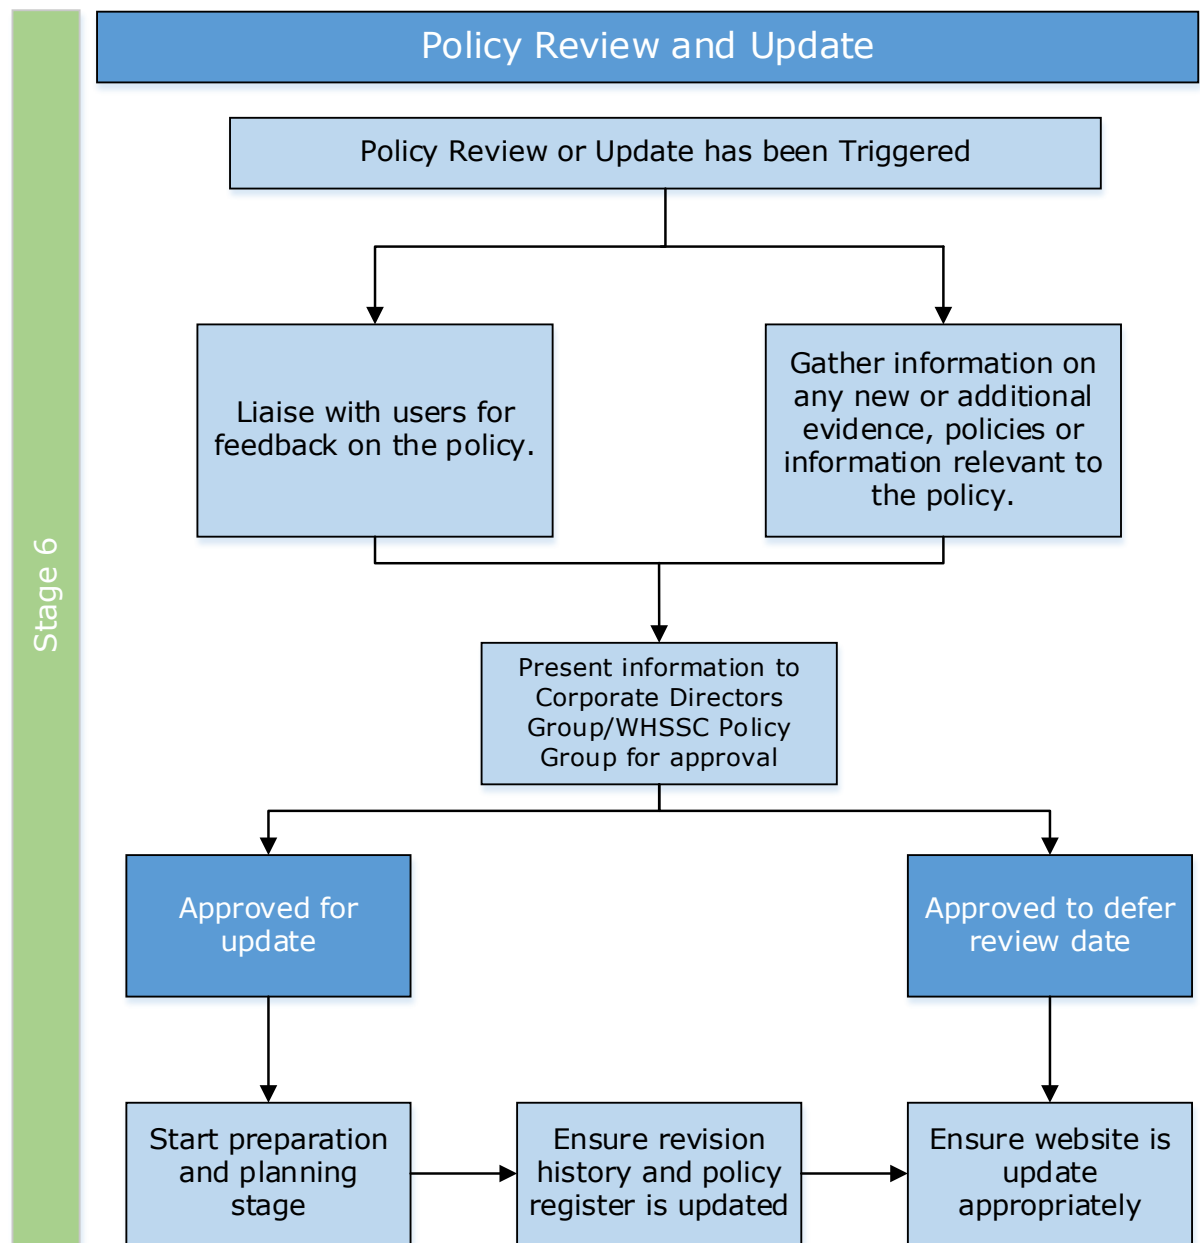 Policy Review and Update
Policy Review or Update has been Triggered
Liaise with users for
feedback on the policy.
Gather information on
any new or additional
evidence, policies or
information relevant to
the policy.
Stage 6
Present information to
Corporate Directors
Group/WHSSC Policy
Group for approval
Approved for
update
Approved to defer
review date
Start preparation
and planning
stage
Ensure revision
history and policy
register is updated
Ensure website is
update
appropriately